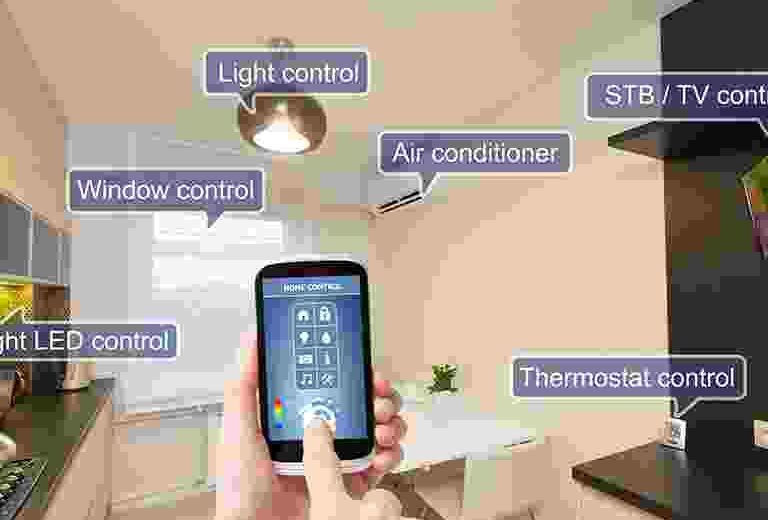 Light control
STB / TV cont
Air conditioner
Window control
HOME CONTROL
ght LED control
Thermostat control